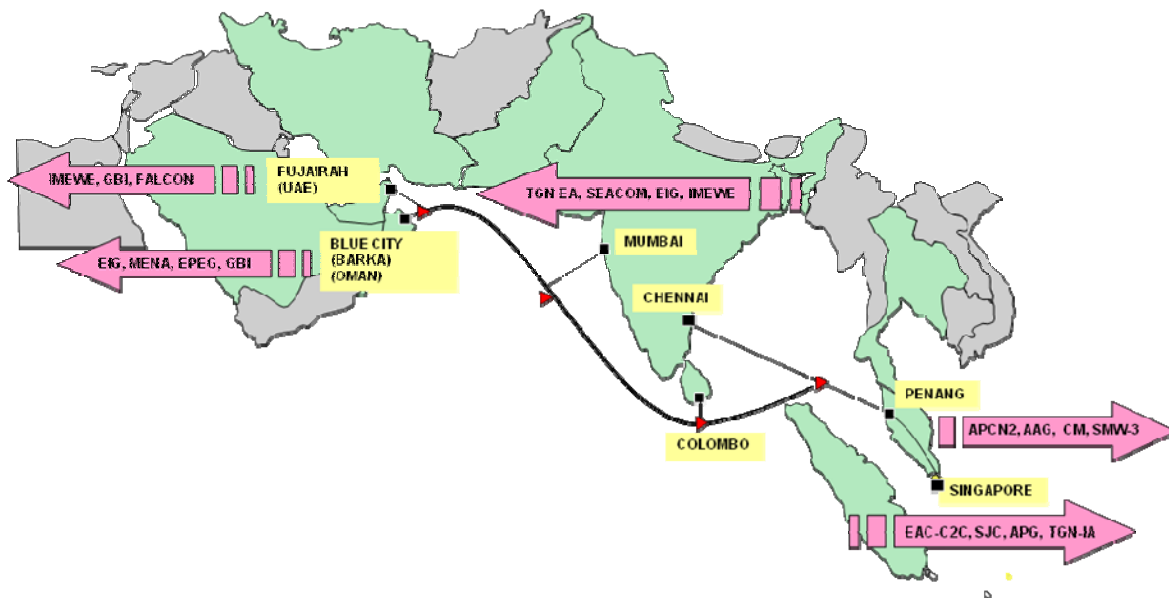 IMEWE, GBI, FALCON
FUJAIRAH
(UAE)
TGN EA, SEACOM, EIG, IMEWE
EIG, MENA, EPEG, GBI
BLUE CITY
(BARKA)
(OMAN)
MUMBAI
CHENNAI
PENANG
APCN2, AAG, CM, SMW-3
COLOMBO
SINGAPORE
EAC-C2C, SJC, APG, TGN-IA